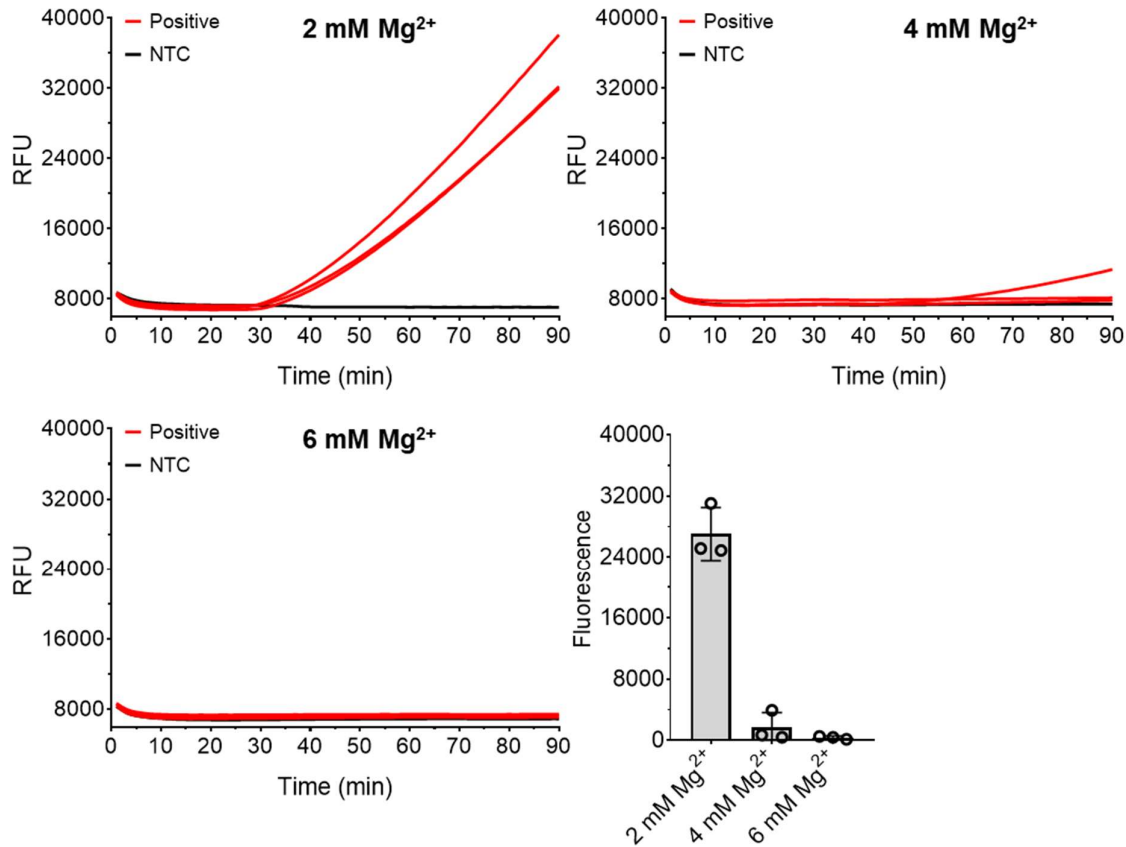 40000
32000
24000
16000
8000
RFU
Positive
NTC
2 mM Mg²⁺
0 10 20 30 40 50 60 70 80 90
Time (min)
40000
32000
24000
16000
8000
RFU
Positive
NTC
4 mM Mg²⁺
0 10 20 30 40 50 60 70 80 90
Time (min)
40000
32000
24000
16000
8000
RFU
Positive
NTC
6 mM Mg²⁺
0 10 20 30 40 50 60 70 80 90
Time (min)
40000
32000
24000
16000
8000
0
Fluorescence
2 mM Mg²⁺
4 mM Mg²⁺
6 mM Mg²⁺